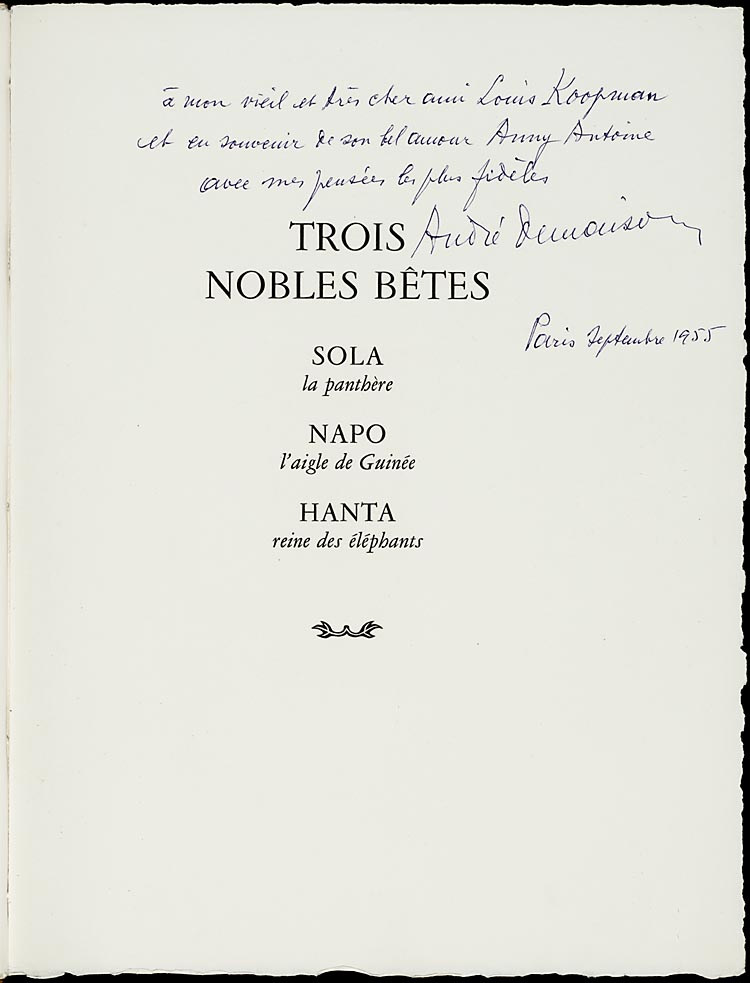 à mon vieil et très cher ami Louis Koopman
et en souvenir de son bel amour Anny Antoine
avec mes pensées les plus fidèles
TROIS André Demaison
NOBLES BÊTES
Paris Septembre 1955
SOLA
la panthère
NAPO
l'aigle de Guinée
HANTA
reine des éléphants